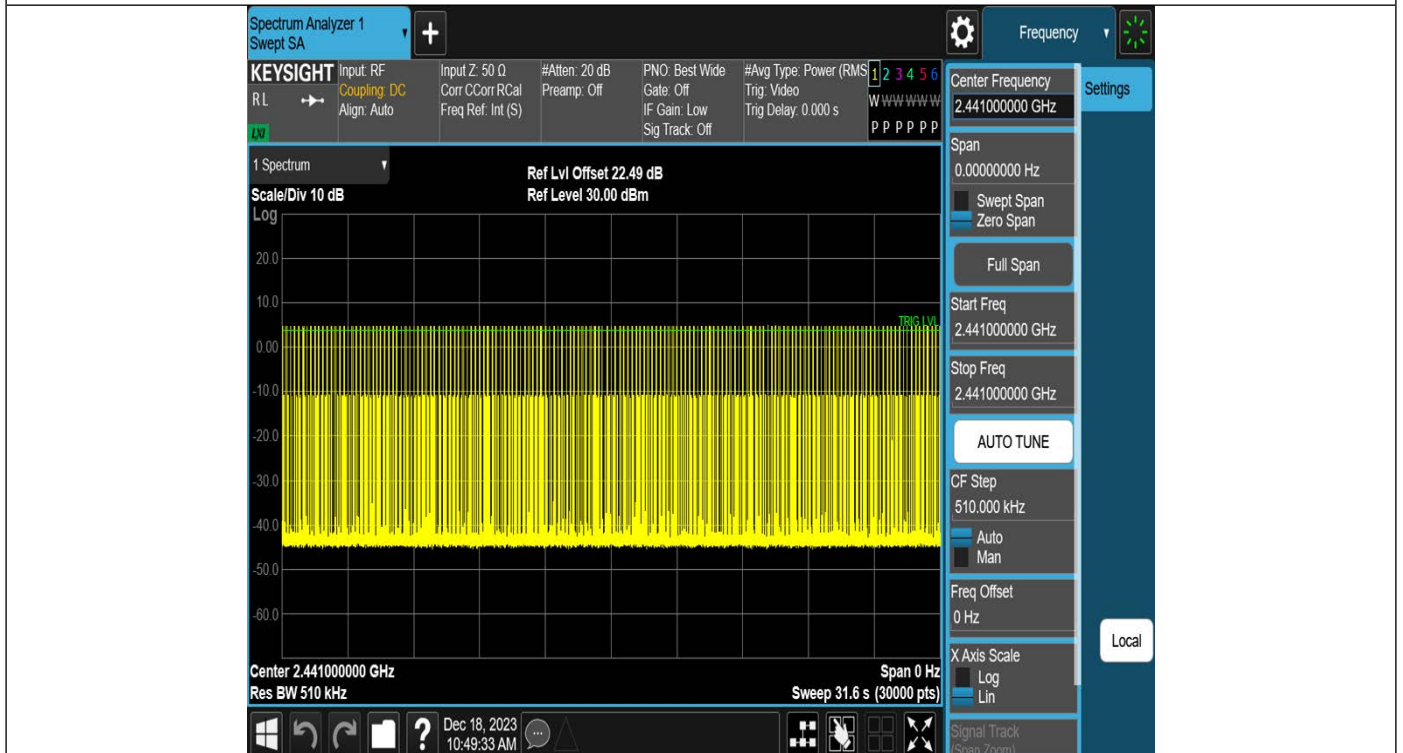 Spectrum Analyzer 1
Swept SA
+
Frequency
KEYSIGHT
R L
LXI
Input: RF
Coupling: DC
Align: Auto
Input Z: 50 Ω
Corr CCorr RCal
Freq Ref: Int (S)
#Atten: 20 dB
Preamp: Off
PNO: Best Wide
Gate: Off
IF Gain: Low
Sig Track: Off
#Avg Type: Power (RMS
Trig: Video
Trig Delay: 0.000 s
1 2 3 4 5 6
W W W W W W
P P P P P P
1 Spectrum
Scale/Div 10 dB
Log
Ref Lvl Offset 22.49 dB
Ref Level 30.00 dBm
20.0
10.0
TRIG LVL
0.00
-10.0
-20.0
-30.0
-40.0
-50.0
-60.0
Center 2.441000000 GHz
Res BW 510 kHz
Span 0 Hz
Sweep 31.6 s (30000 pts)
Center Frequency
2.441000000 GHz
Settings
Span
0.00000000 Hz
Swept Span
Zero Span
Full Span
Start Freq
2.441000000 GHz
Stop Freq
2.441000000 GHz
AUTO TUNE
CF Step
510.000 kHz
Auto
Man
Freq Offset
0 Hz
X Axis Scale
Log
Lin
Local
Signal Track
(Span Zoom)
?
Dec 18, 2023
10:49:33 AM